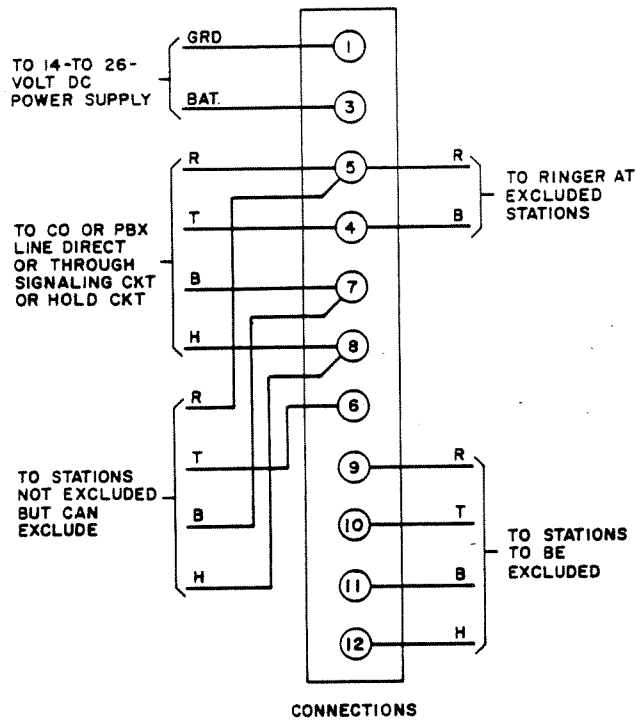 GRD
TO 14-TO 26-
VOLT DC
POWER SUPPLY
BAT.
1
3
R
T
B
H
TO CO OR PBX
LINE DIRECT
OR THROUGH
SIGNALING CKT
OR HOLD CKT
5
4
7
8
6
R
B
TO RINGER AT
EXCLUDED
STATIONS
R
T
B
H
TO STATIONS
NOT EXCLUDED
BUT CAN
EXCLUDE
9
10
11
12
R
T
B
H
TO STATIONS
TO BE
EXCLUDED
CONNECTIONS